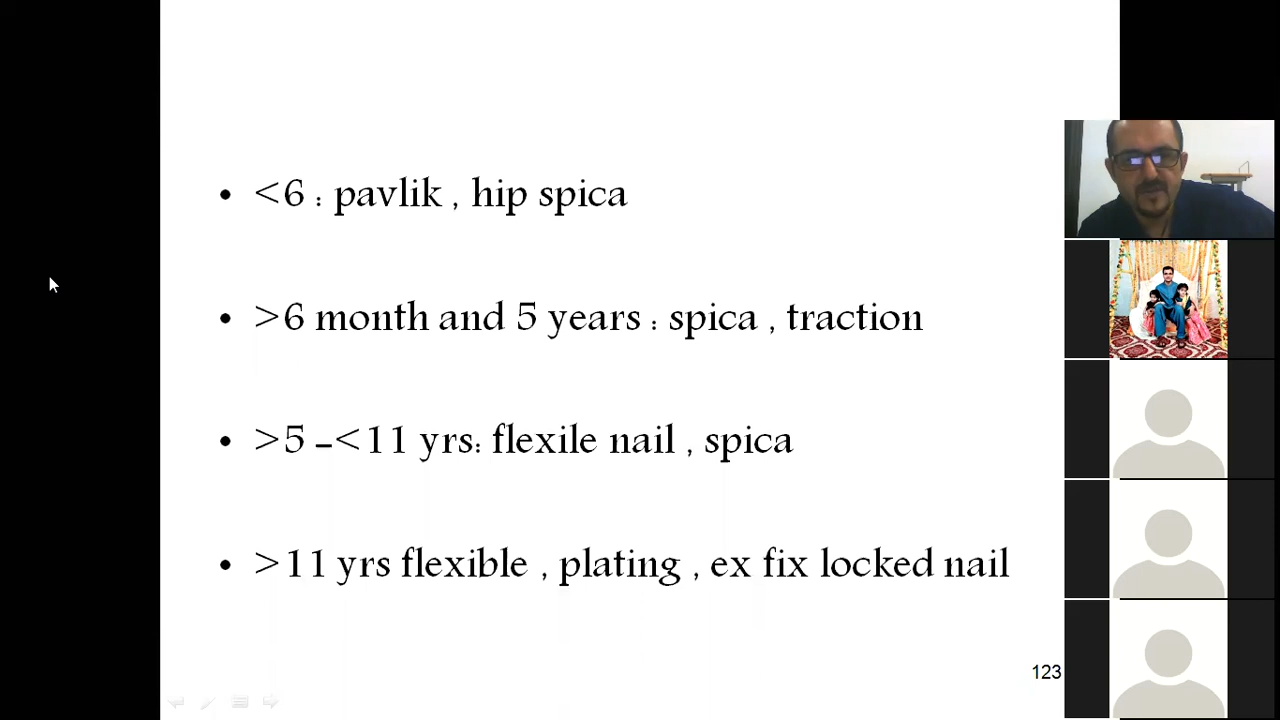 • <6 : pavlik , hip spica
• >6 month and 5 years : spica , traction
• >5 –<11 yrs: flexile nail , spica
• >11 yrs flexible , plating , ex fix locked nail
123